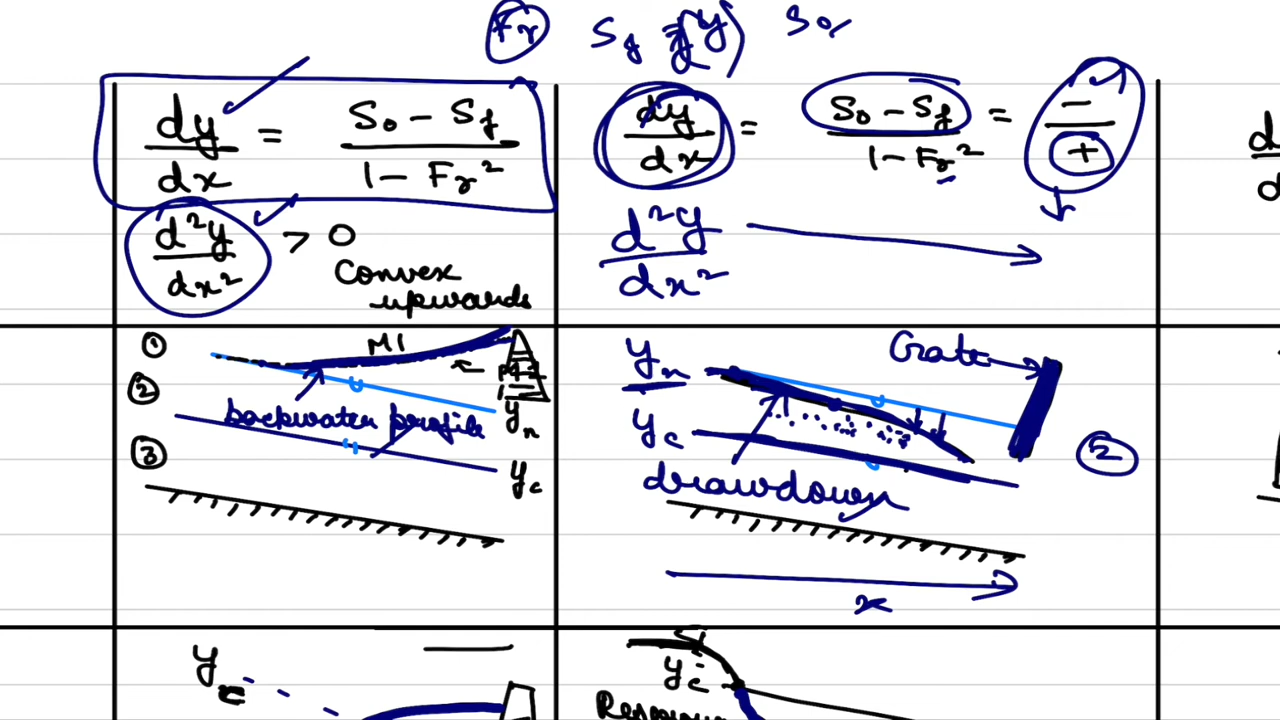 Fr Sf f(y) So
dy/dx = So - Sf / 1 - Fr²
d²y/dx² > 0
Convex
upwards
dy/dx = So - Sf / 1 - Fr² = - / +
d²y/dx²
d
d
① M1
②
backwater profile
yn
③
yc
yn Gate
yc
②
drawdown
x
y
c
yc